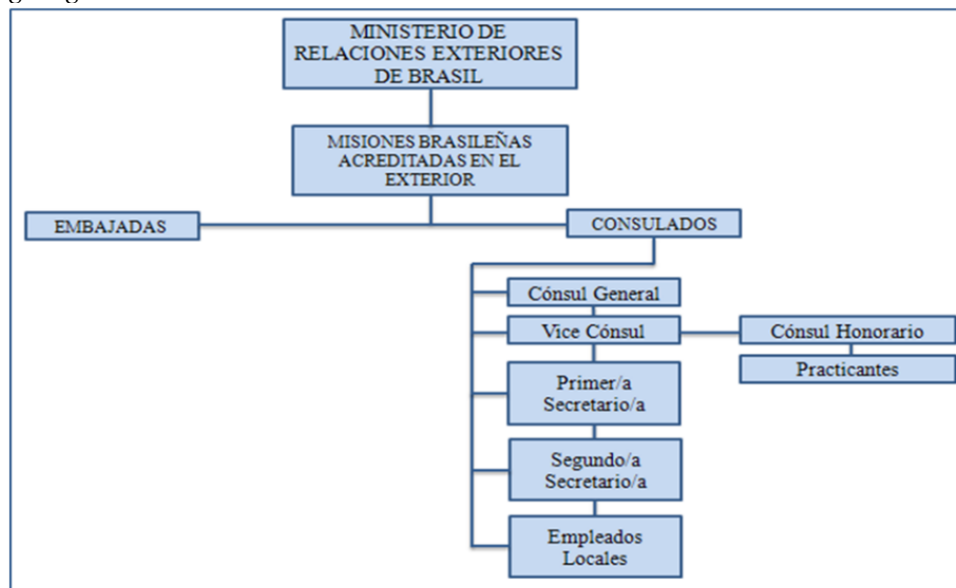 MINISTERIO DE
RELACIONES EXTERIORES
DE BRASIL
MISIONES BRASILEÑAS
ACREDITADAS EN EL
EXTERIOR
EMBAJADAS
CONSULADOS
Cónsul General
Vice Cónsul
Cónsul Honorario
Practicantes
Primer/a
Secretario/a
Segundo/a
Secretario/a
Empleados
Locales